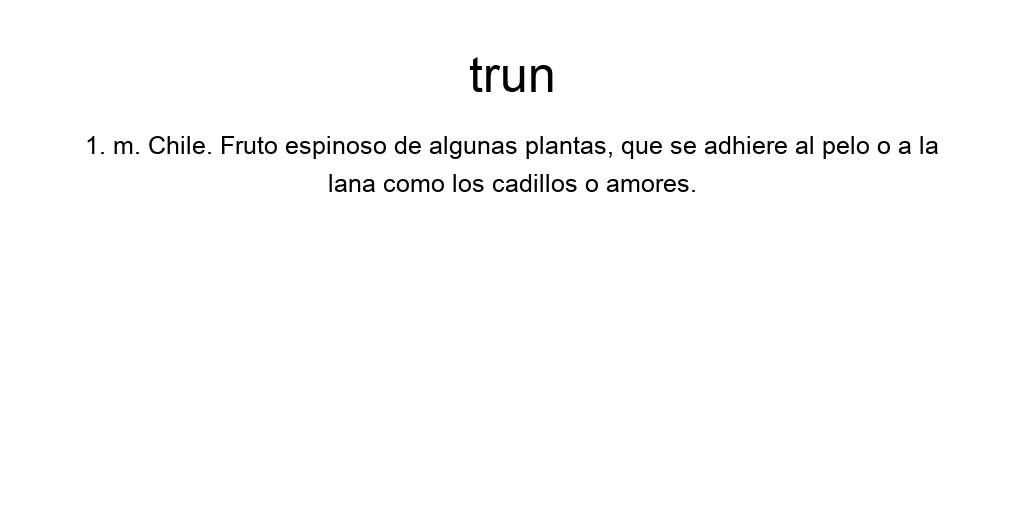 trun
1. m. Chile. Fruto espinoso de algunas plantas, que se adhiere al pelo o a la
lana como los cadillos o amores.